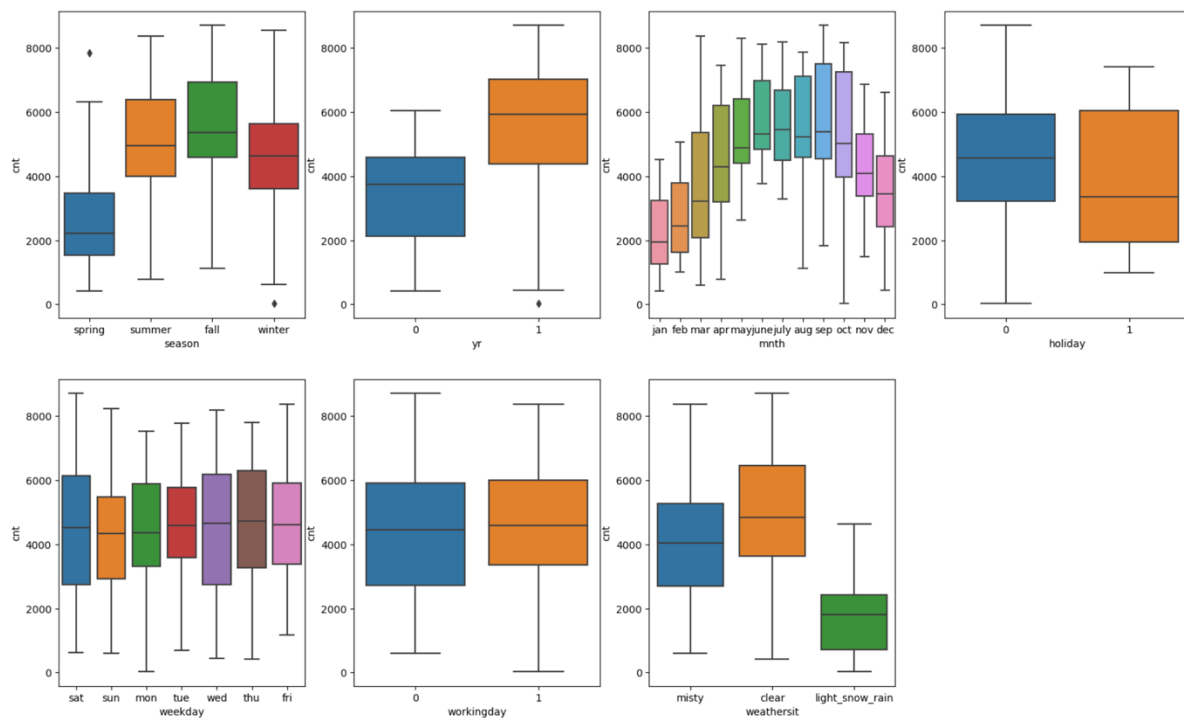 8000
6000
4000
2000
0
cnt
spring summer fall winter
season
8000
6000
4000
2000
0
cnt
0 1
yr
8000
6000
4000
2000
0
cnt
jan feb mar apr may june july aug sep oct nov dec
mnth
8000
6000
4000
2000
0
cnt
0 1
holiday
8000
6000
4000
2000
0
cnt
sat sun mon tue wed thu fri
weekday
8000
6000
4000
2000
0
cnt
0 1
workingday
8000
6000
4000
2000
0
cnt
misty clear light_snow_rain
weathersit